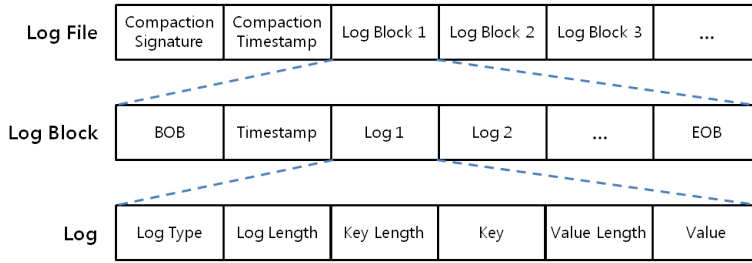 Log File
Compaction
Signature
Compaction
Timestamp
Log Block 1
Log Block 2
Log Block 3
...
Log Block
BOB
Timestamp
Log 1
Log 2
...
EOB
Log
Log Type
Log Length
Key Length
Key
Value Length
Value